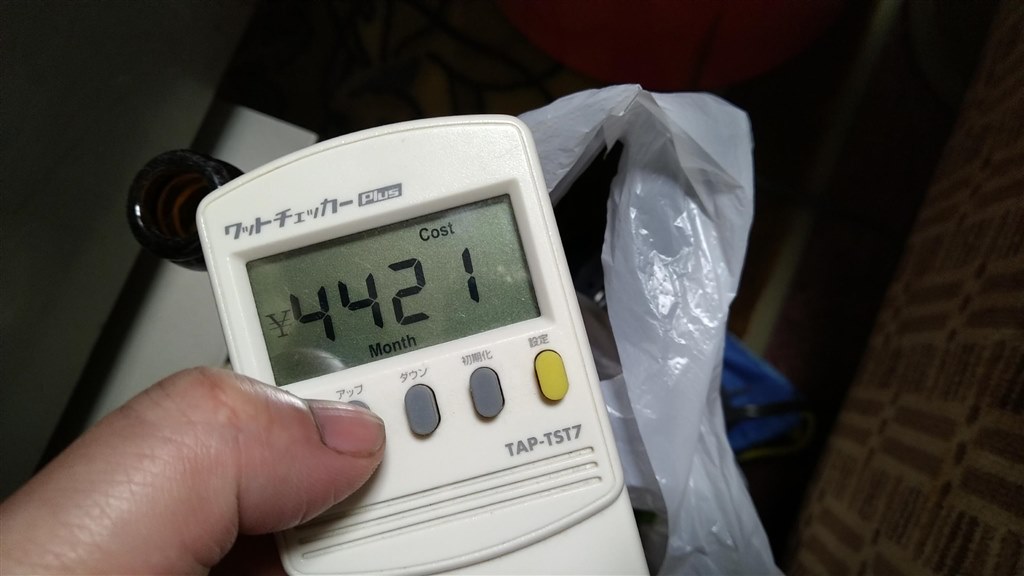 ワットチェッカー Plus
Cost
¥4421
Month
アップ ダウン 初期化 設定
TAP-TST7